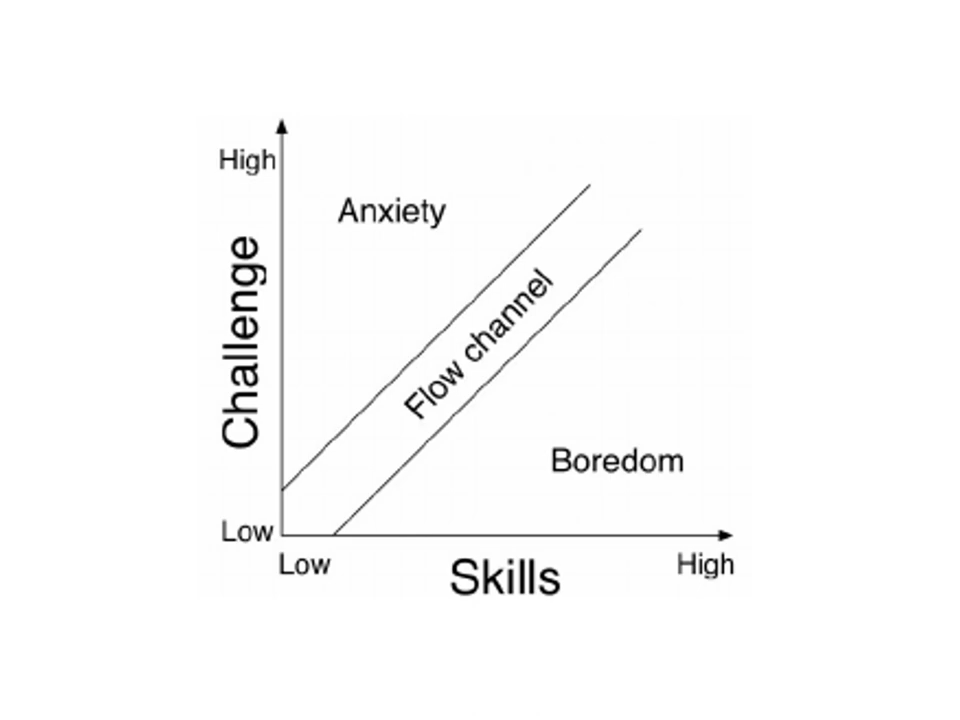 High
Anxiety
Challenge
Flow channel
Boredom
Low
Low
Skills
High